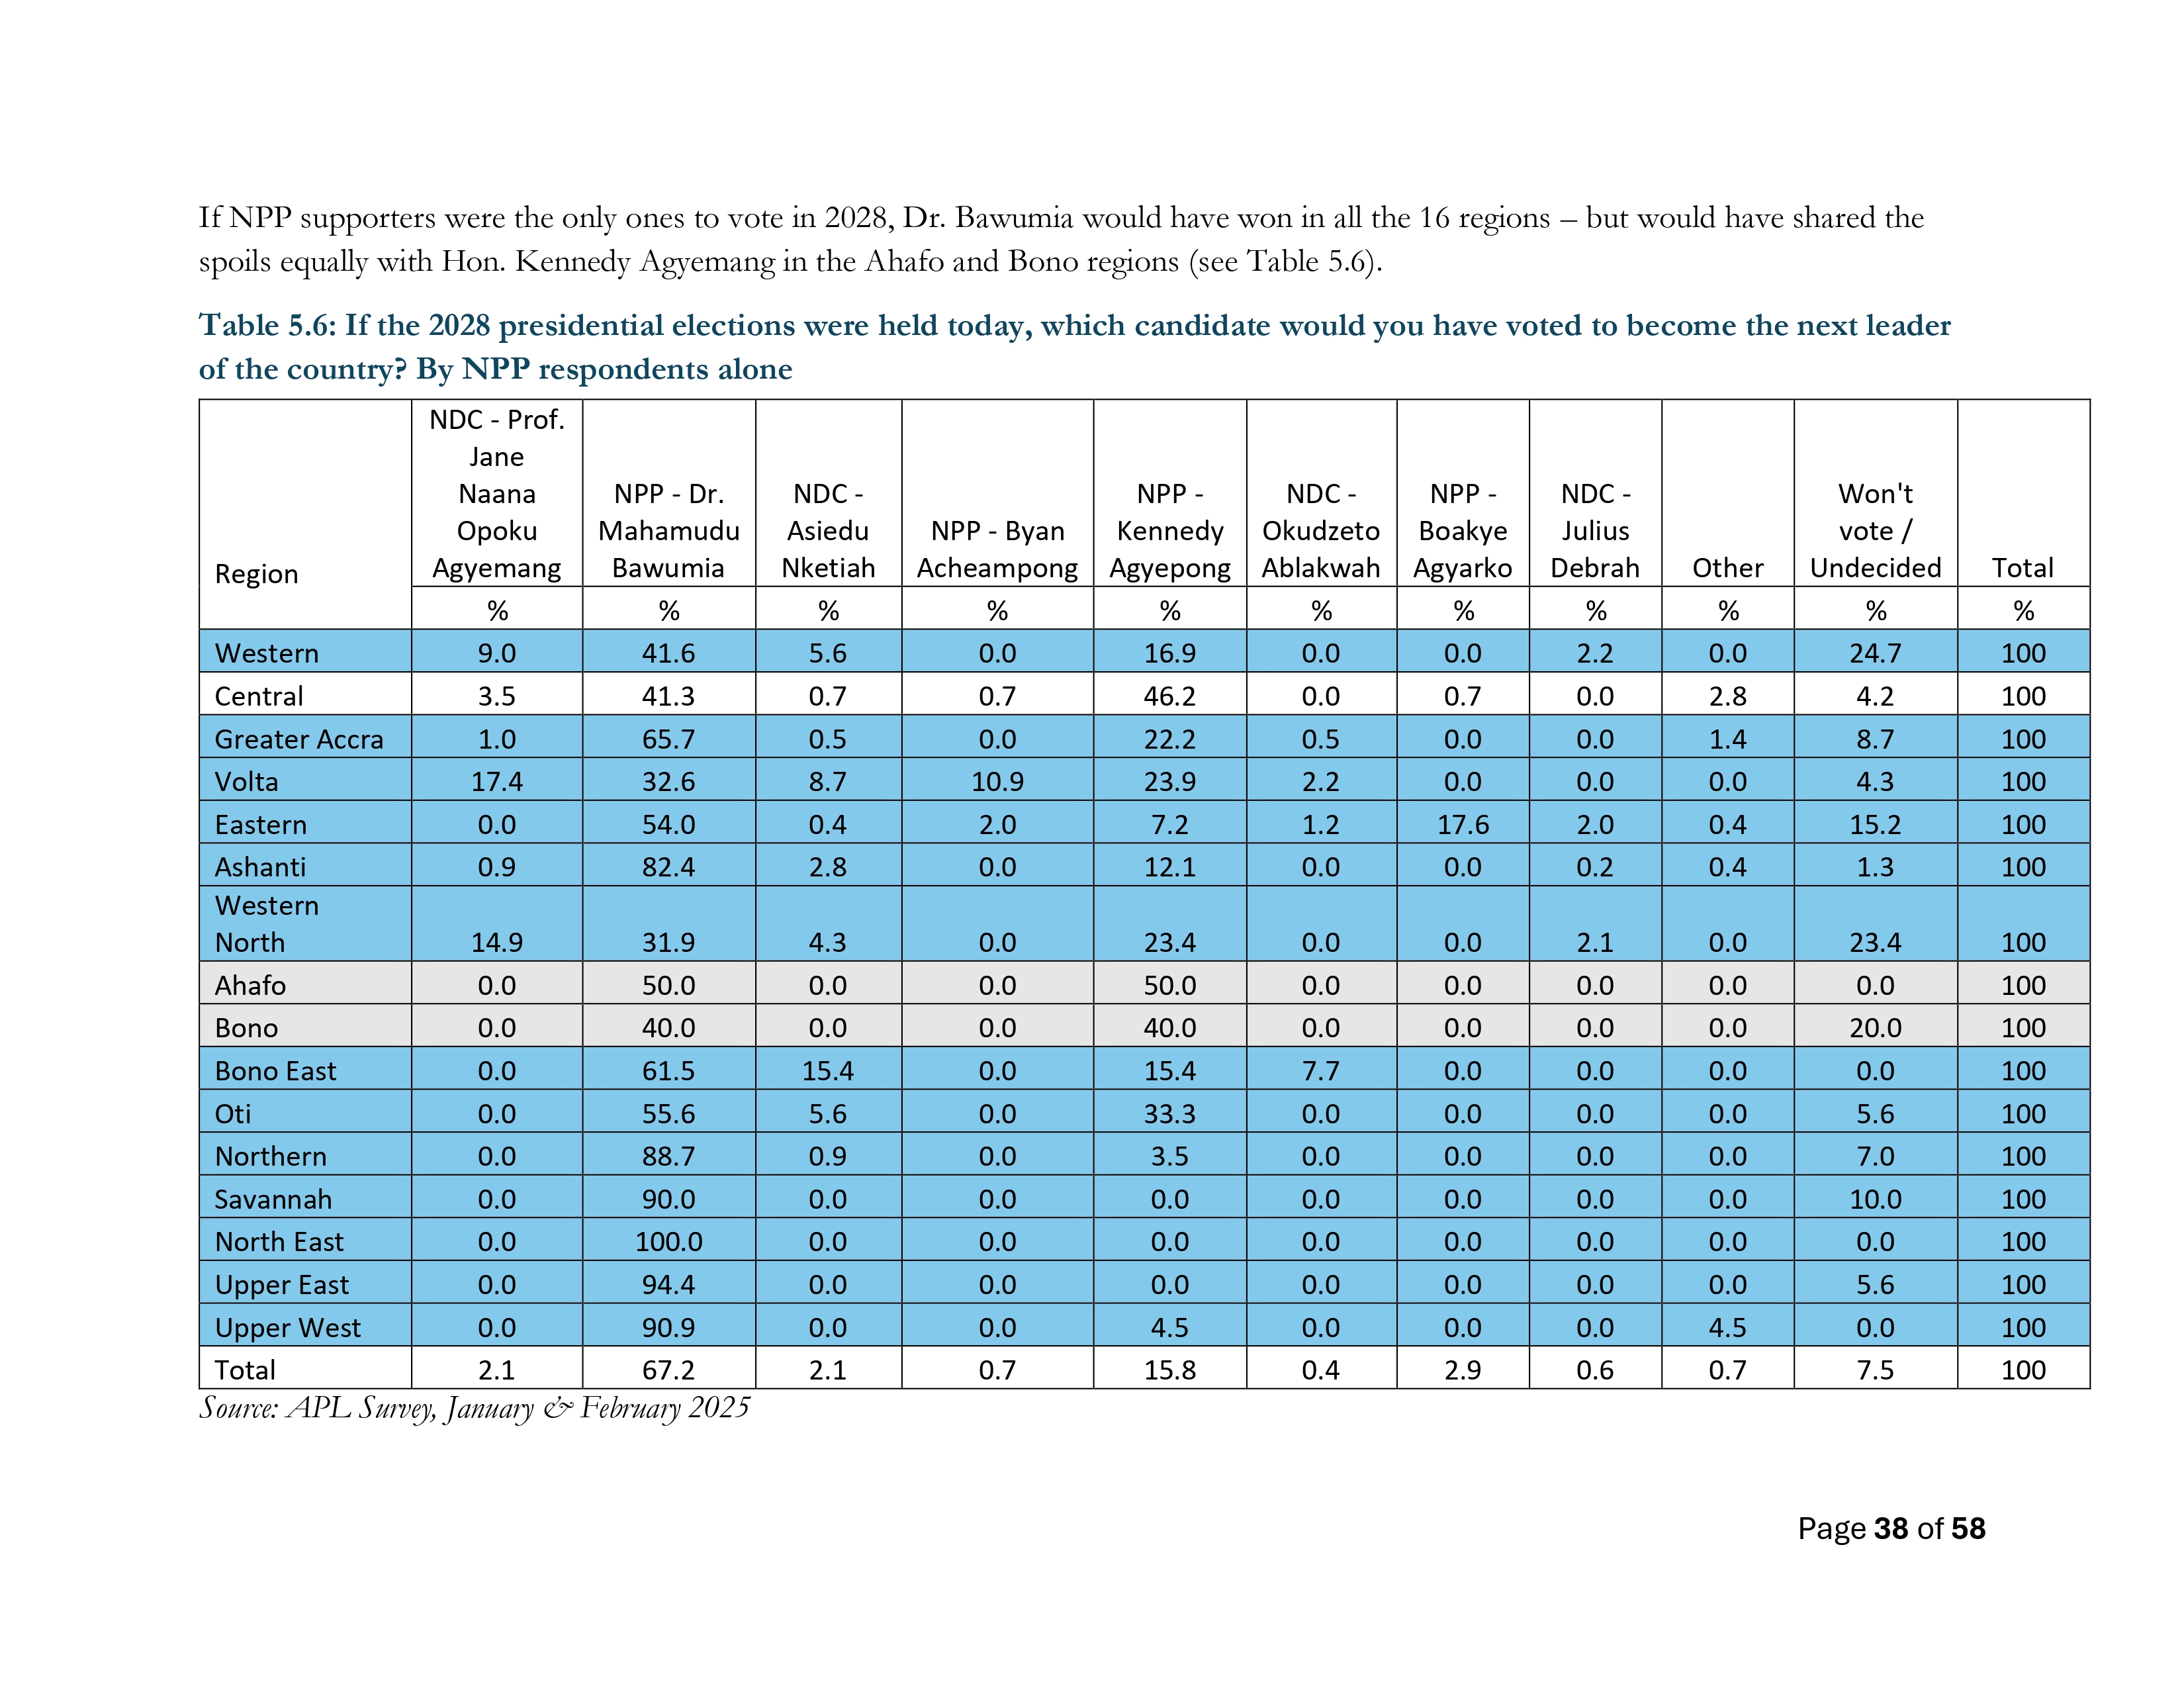 If NPP supporters were the only ones to vote in 2028, Dr. Bawumia would have won in all the 16 regions – but would have shared the
spoils equally with Hon. Kennedy Agyemang in the Ahafo and Bono regions (see Table 5.6).
Table 5.6: If the 2028 presidential elections were held today, which candidate would you have voted to become the next leader
of the country? By NPP respondents alone
Region | NDC - Prof. Jane Naana Opoku Agyemang | NPP - Dr. Mahamudu Bawumia | NDC - Asiedu Nketiah | NPP - Byan Acheampong | NPP - Kennedy Agyepong | NDC - Okudzeto Ablakwah | NPP - Boakye Agyarko | NDC - Julius Debrah | Other | Won't vote / Undecided | Total
% % % % % % % % % % %
Western 9.0 41.6 5.6 0.0 16.9 0.0 0.0 2.2 0.0 24.7 100
Central 3.5 41.3 0.7 0.7 46.2 0.0 0.7 0.0 2.8 4.2 100
Greater Accra 1.0 65.7 0.5 0.0 22.2 0.5 0.0 0.0 1.4 8.7 100
Volta 17.4 32.6 8.7 10.9 23.9 2.2 0.0 0.0 0.0 4.3 100
Eastern 0.0 54.0 0.4 2.0 7.2 1.2 17.6 2.0 0.4 15.2 100
Ashanti 0.9 82.4 2.8 0.0 12.1 0.0 0.0 0.2 0.4 1.3 100
Western
North 14.9 31.9 4.3 0.0 23.4 0.0 0.0 2.1 0.0 23.4 100
Ahafo 0.0 50.0 0.0 0.0 50.0 0.0 0.0 0.0 0.0 0.0 100
Bono 0.0 40.0 0.0 0.0 40.0 0.0 0.0 0.0 0.0 20.0 100
Bono East 0.0 61.5 15.4 0.0 15.4 7.7 0.0 0.0 0.0 0.0 100
Oti 0.0 55.6 5.6 0.0 33.3 0.0 0.0 0.0 0.0 5.6 100
Northern 0.0 88.7 0.9 0.0 3.5 0.0 0.0 0.0 0.0 7.0 100
Savannah 0.0 90.0 0.0 0.0 0.0 0.0 0.0 0.0 0.0 10.0 100
North East 0.0 100.0 0.0 0.0 0.0 0.0 0.0 0.0 0.0 0.0 100
Upper East 0.0 94.4 0.0 0.0 0.0 0.0 0.0 0.0 0.0 5.6 100
Upper West 0.0 90.9 0.0 0.0 4.5 0.0 0.0 0.0 4.5 0.0 100
Total 2.1 67.2 2.1 0.7 15.8 0.4 2.9 0.6 0.7 7.5 100
Source: APL Survey, January & February 2025
Page 38 of 58